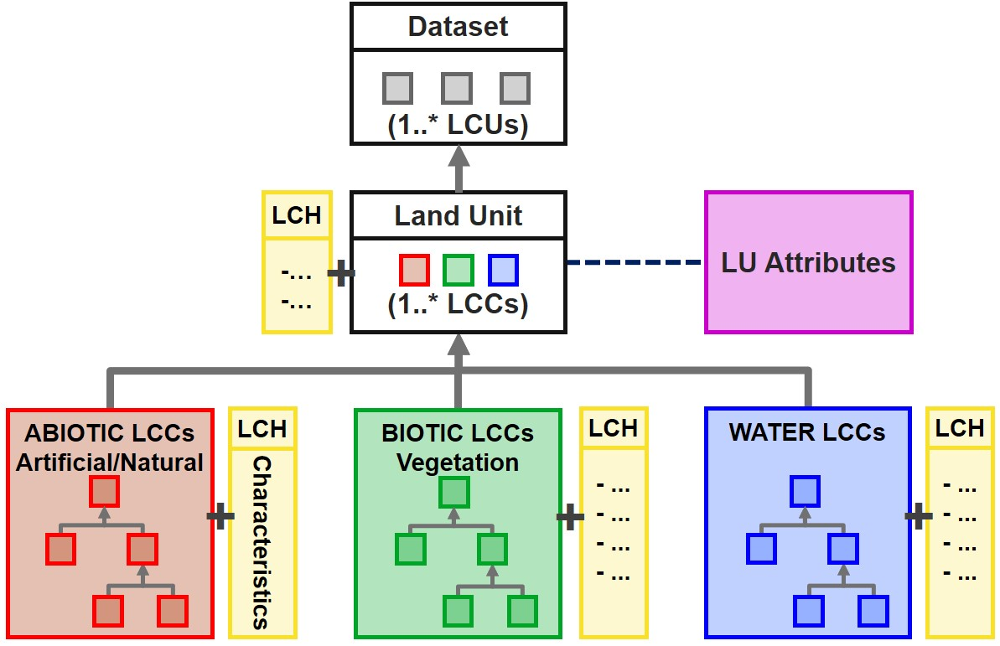 Dataset
(1..* LCUs)
LCH
-...
-...
Land Unit
(1..* LCCs)
LU Attributes
ABIOTIC LCCs
Artificial/Natural
LCH
Characteristics
BIOTIC LCCs
Vegetation
LCH
- ...
- ...
- ...
- ...
WATER LCCs
LCH
- ...
- ...
- ...
- ...